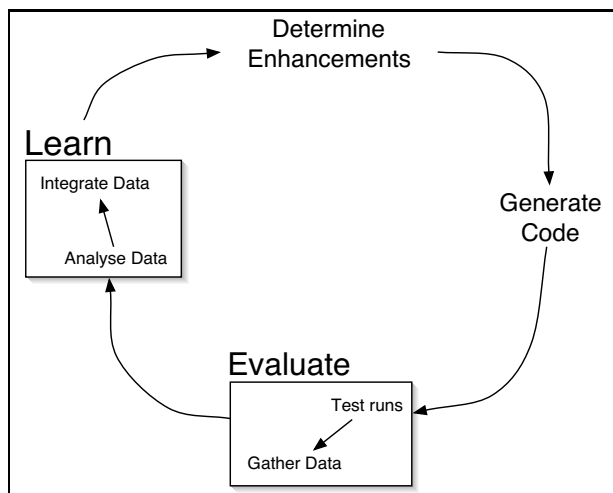 Determine
Enhancements
Learn
Integrate Data
Analyse Data
Generate
Code
Evaluate
Test runs
Gather Data